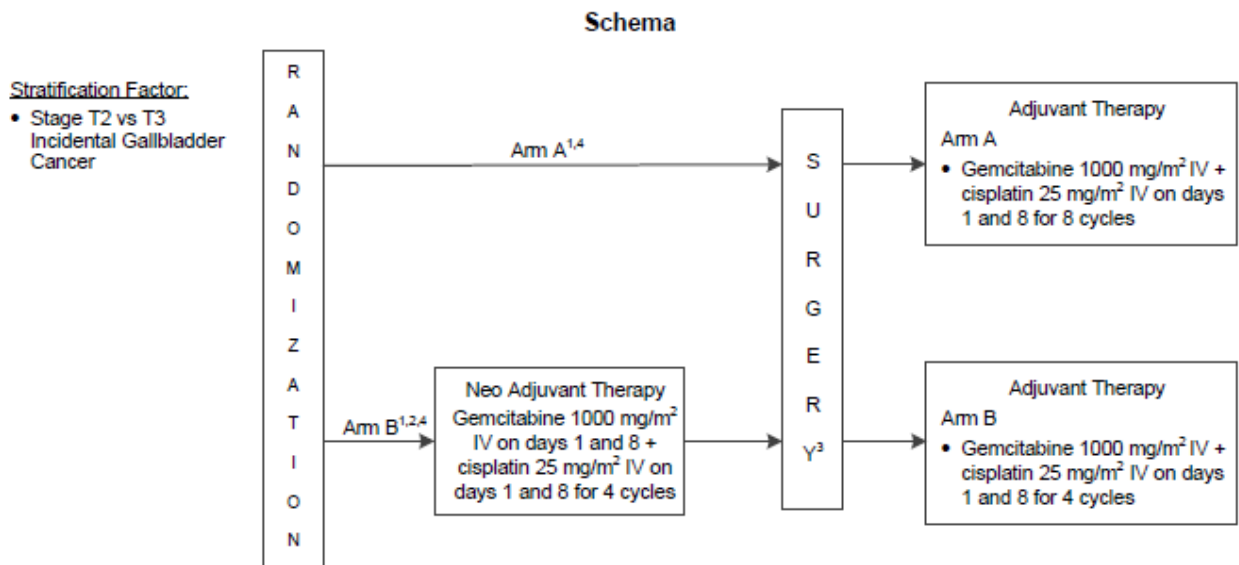 Schema
Stratification Factor:
• Stage T2 vs T3
Incidental Gallbladder
Cancer
R
A
N
D
O
M
I
Z
A
T
I
O
N
Arm A1,4
Arm B1,2,4
Neo Adjuvant Therapy
Gemcitabine 1000 mg/m2
IV on days 1 and 8 +
cisplatin 25 mg/m2 IV on
days 1 and 8 for 4 cycles
S
U
R
G
E
R
Y3
Adjuvant Therapy
Arm A
• Gemcitabine 1000 mg/m2 IV +
cisplatin 25 mg/m2 IV on days
1 and 8 for 8 cycles
Adjuvant Therapy
Arm B
• Gemcitabine 1000 mg/m2 IV +
cisplatin 25 mg/m2 IV on days
1 and 8 for 4 cycles